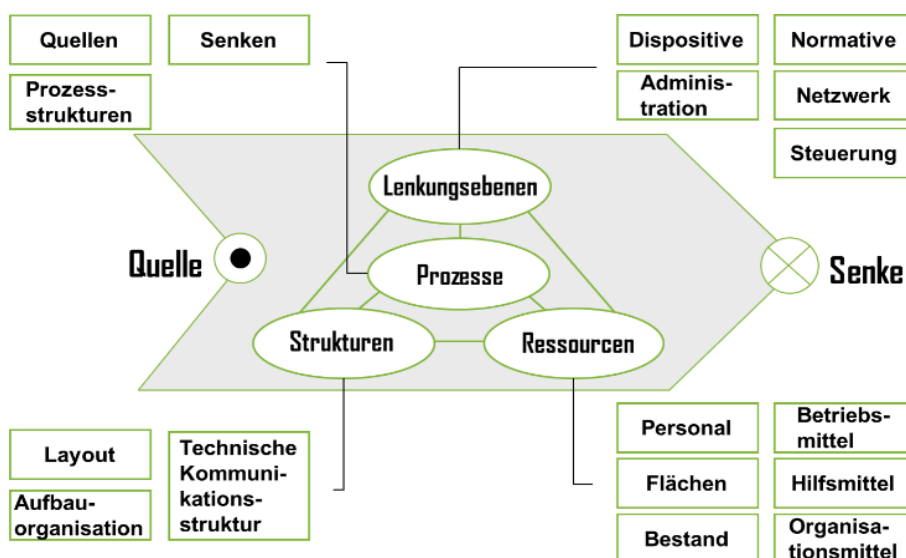 Quellen
Senken
Prozess-
strukturen
Dispositive
Normative
Adminis-
tration
Netzwerk
Steuerung
Lenkungsebenen
Quelle
Prozesse
Senke
Strukturen
Ressourcen
Layout
Technische
Kommuni-
kations-
struktur
Aufbau-
organisation
Personal
Betriebs-
mittel
Flächen
Hilfsmittel
Bestand
Organisa-
tionsmittel